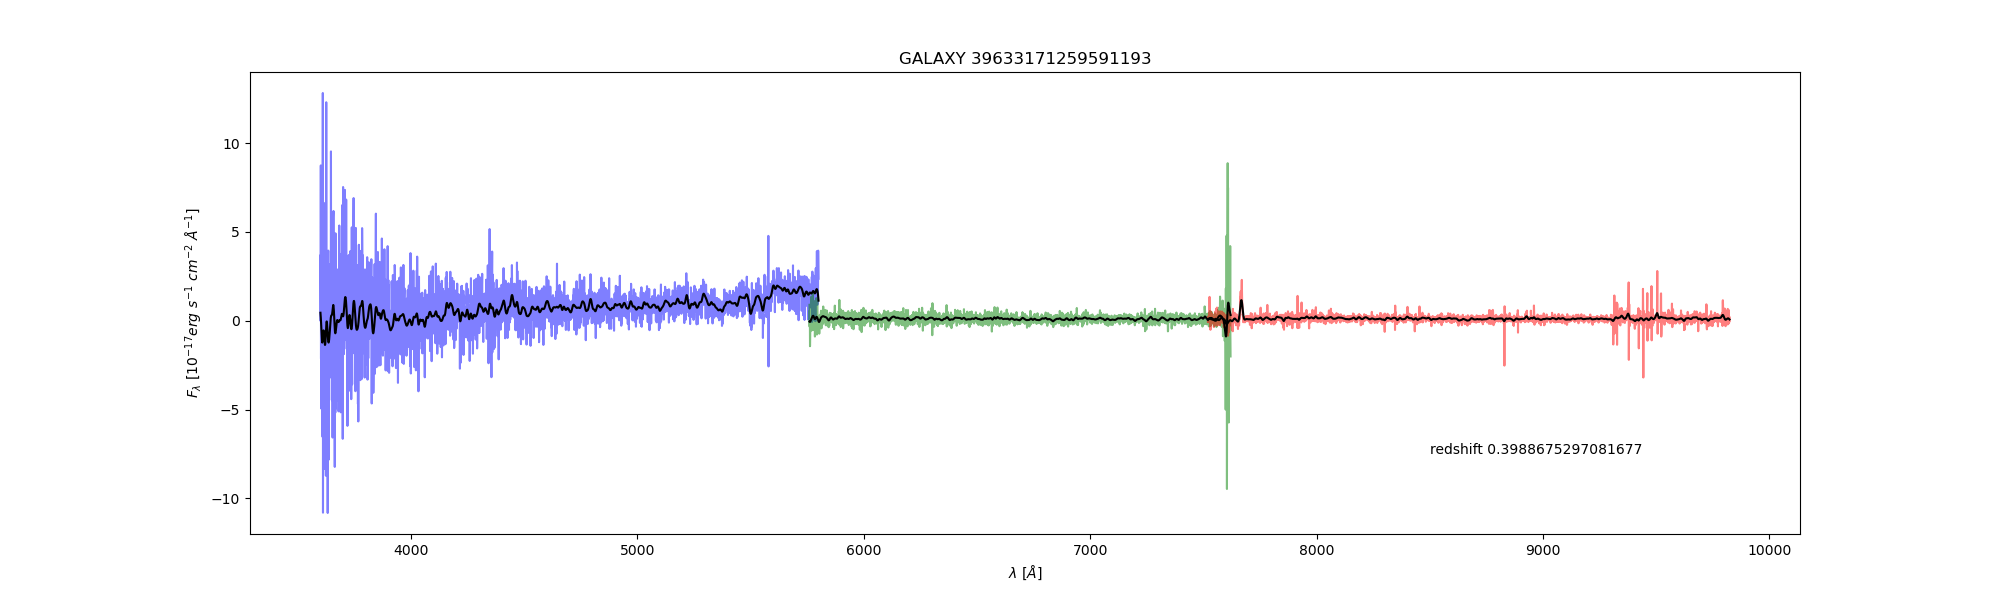 GALAXY 39633171259591193
10
5
0
−5
−10
F_λ [10^{−17} erg s^{−1} cm^{−2} Å^{−1}]
redshift 0.3988675297081677
4000 5000 6000 7000 8000 9000 10000
λ [Å]